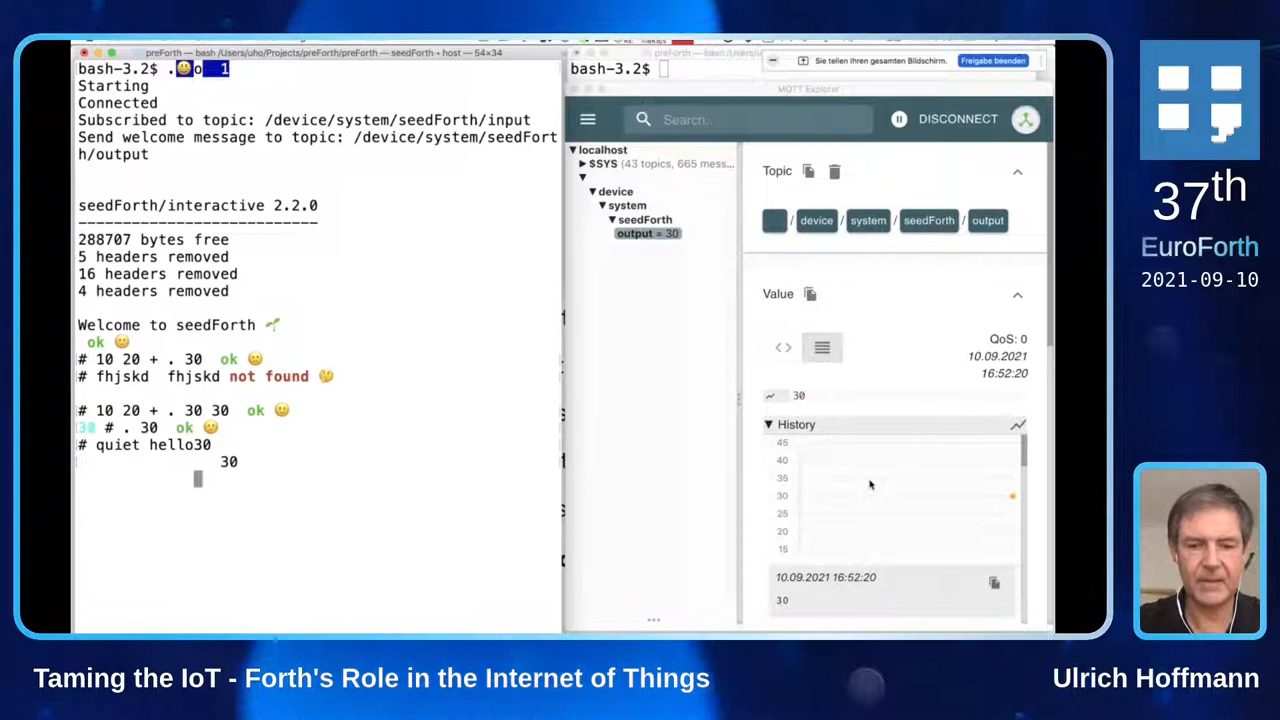 preForth — bash /Users/uho/Projects/preForth/preForth — seedForth • host — 54×34
bash-3.2$ .😃o 1
Starting
Connected
Subscribed to topic: /device/system/seedForth/input
Send welcome message to topic: /device/system/seedFort
h/output
seedForth/interactive 2.2.0
---------------------------
288707 bytes free
5 headers removed
16 headers removed
4 headers removed
Welcome to seedForth 🌱
ok 🙂
# 10 20 + . 30 ok 🙂
# fhjskd fhjskd not found 🤔
# 10 20 + . 30 30 ok 🙂
30 # . 30 ok 🙂
# quiet hello30
30
bash-3.2$
Sie teilen Ihren gesamten Bildschirm.
Freigabe beenden
MQTT Explorer
Search...
DISCONNECT
▼localhost
▶$SYS (43 topics, 665 mess...
▼
▼device
▼system
▼seedForth
output = 30
Topic
/ device / system / seedForth / output
Value
<>
QoS: 0
10.09.2021
16:52:20
30
▼ History
45
40
35
30
25
20
15
10.09.2021 16:52:20
30
37th
EuroForth
2021-09-10
Taming the IoT - Forth's Role in the Internet of Things
Ulrich Hoffmann